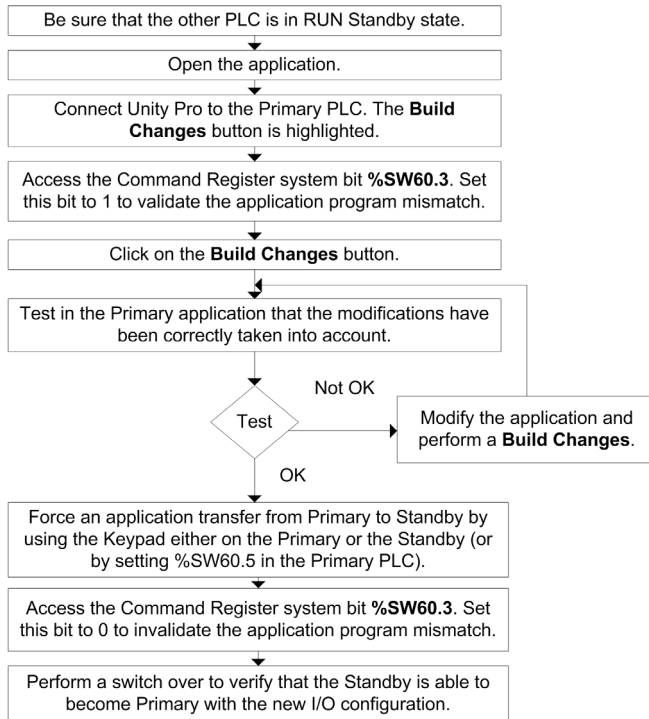 Be sure that the other PLC is in RUN Standby state.
Open the application.
Connect Unity Pro to the Primary PLC. The Build
Changes button is highlighted.
Access the Command Register system bit %SW60.3. Set
this bit to 1 to validate the application program mismatch.
Click on the Build Changes button.
Test in the Primary application that the modifications have
been correctly taken into account.
Not OK
Test
Modify the application and
perform a Build Changes.
OK
Force an application transfer from Primary to Standby by
using the Keypad either on the Primary or the Standby (or
by setting %SW60.5 in the Primary PLC).
Access the Command Register system bit %SW60.3. Set
this bit to 0 to invalidate the application program mismatch.
Perform a switch over to verify that the Standby is able to
become Primary with the new I/O configuration.